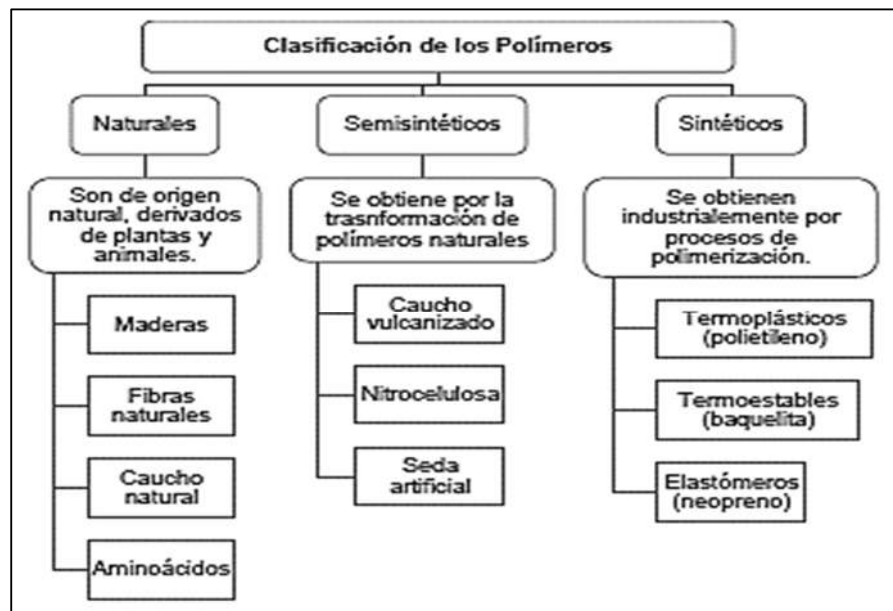 Clasificación de los Polímeros
Naturales
Semisintéticos
Sintéticos
Son de origen
natural, derivados
de plantas y
animales.
Se obtiene por la
trasnformación de
polímeros naturales
Se obtienen
industrialemente por
procesos de
polimerización.
Maderas
Fibras
naturales
Caucho
natural
Aminoácidos
Caucho
vulcanizado
Nitrocelulosa
Seda
artificial
Termoplásticos
(polietileno)
Termoestables
(baquelita)
Elastómeros
(neopreno)